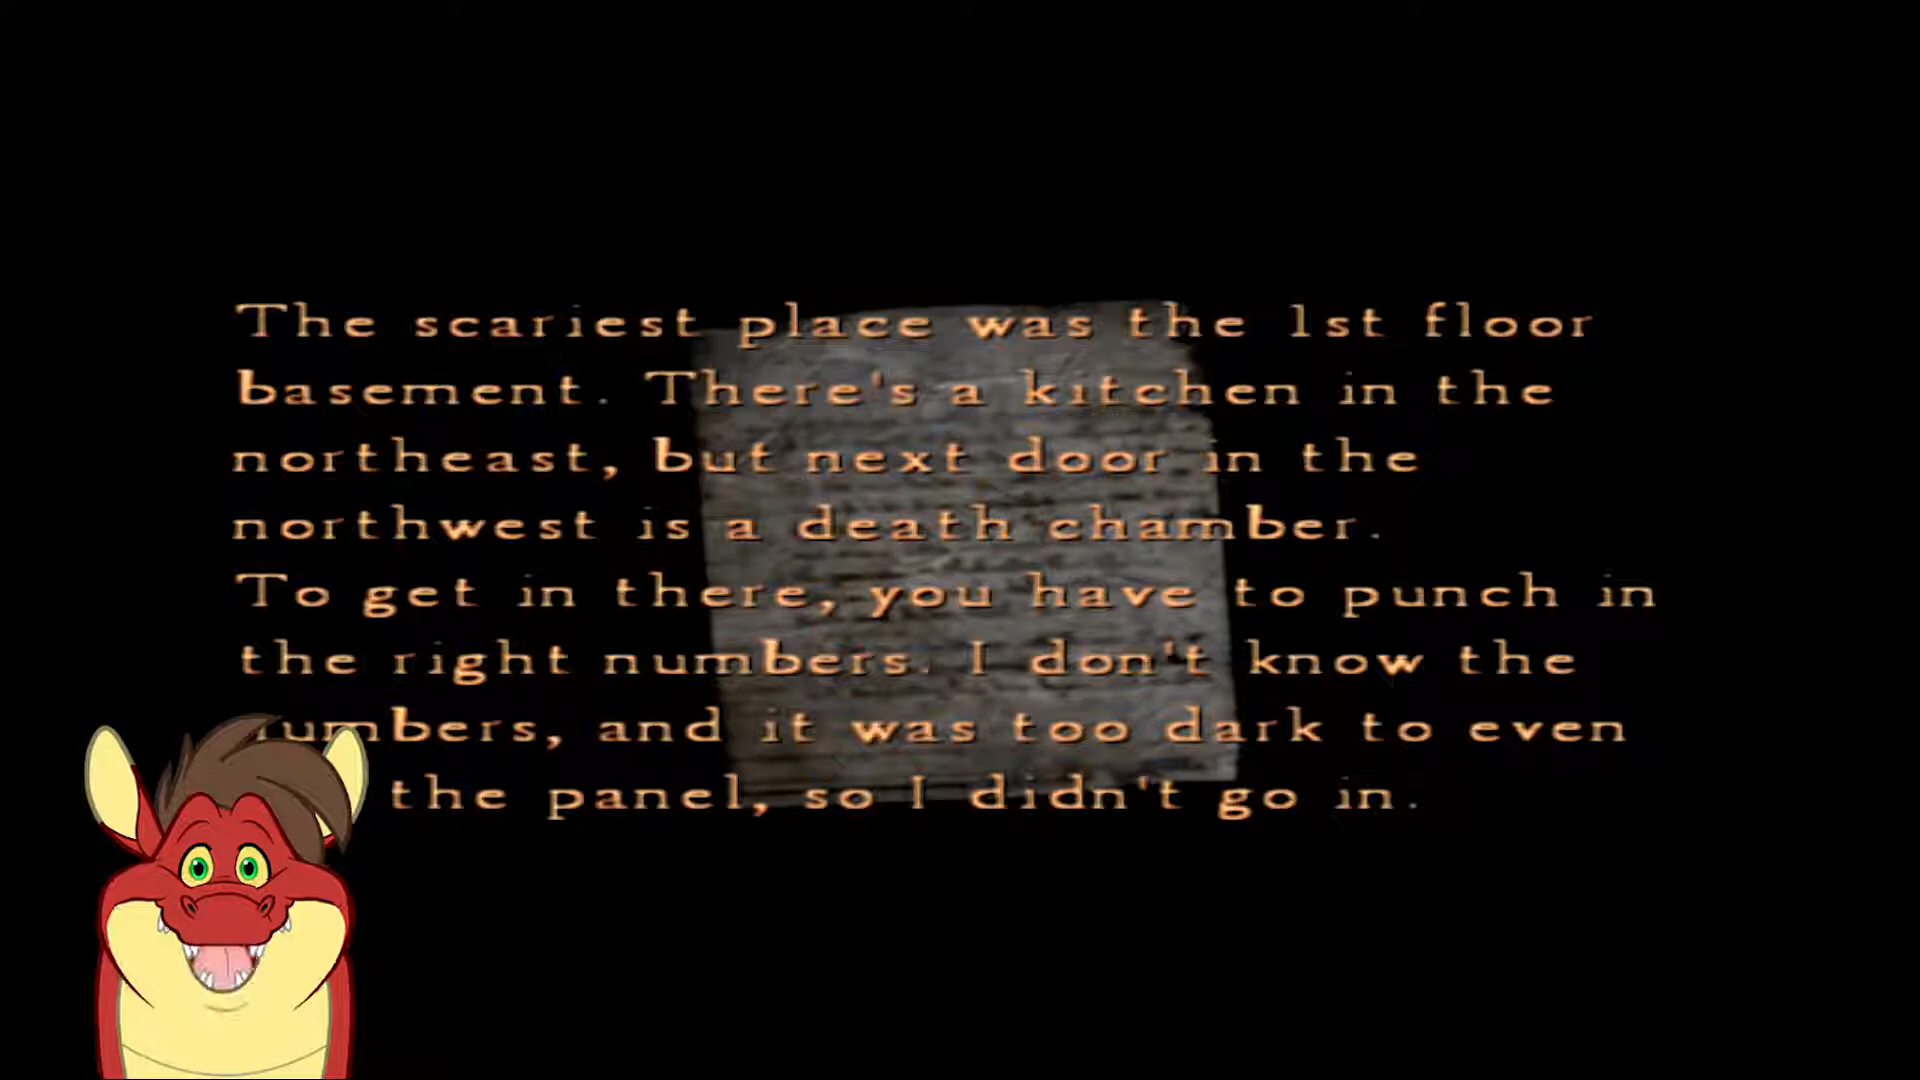 The scariest place was the 1st floor
basement. There's a kitchen in the
northeast, but next door in the
northwest is a death chamber.
To get in there, you have to punch in
the right numbers. I don't know the
numbers, and it was too dark to even
the panel, so I didn't go in.